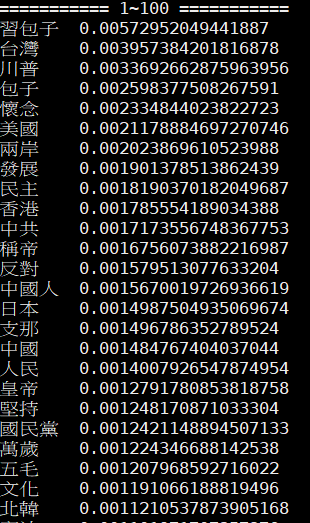 =========== 1~100 ===========
習包子 0.00572952049441887
台灣 0.003957384201816878
川普 0.0033692662875963956
包子 0.002598377508267591
懷念 0.002334844023822723
美國 0.0021178884697270746
兩岸 0.002023869610523988
發展 0.001901378513862439
民主 0.0018190370182049687
香港 0.001785554189034388
中共 0.0017173556748367753
稱帝 0.0016756073882216987
反對 0.001579513077633204
中國人 0.0015670019726936619
日本 0.0014987504935069674
支那 0.001496786352789524
中國 0.001484767404037044
人民 0.0014007926547874954
皇帝 0.0012791780853818758
堅持 0.001248170871033304
國民黨 0.0012421148894507133
萬歲 0.001224346688142538
五毛 0.001207968592716022
文化 0.001191066188819496
北韓 0.0011210537873905168